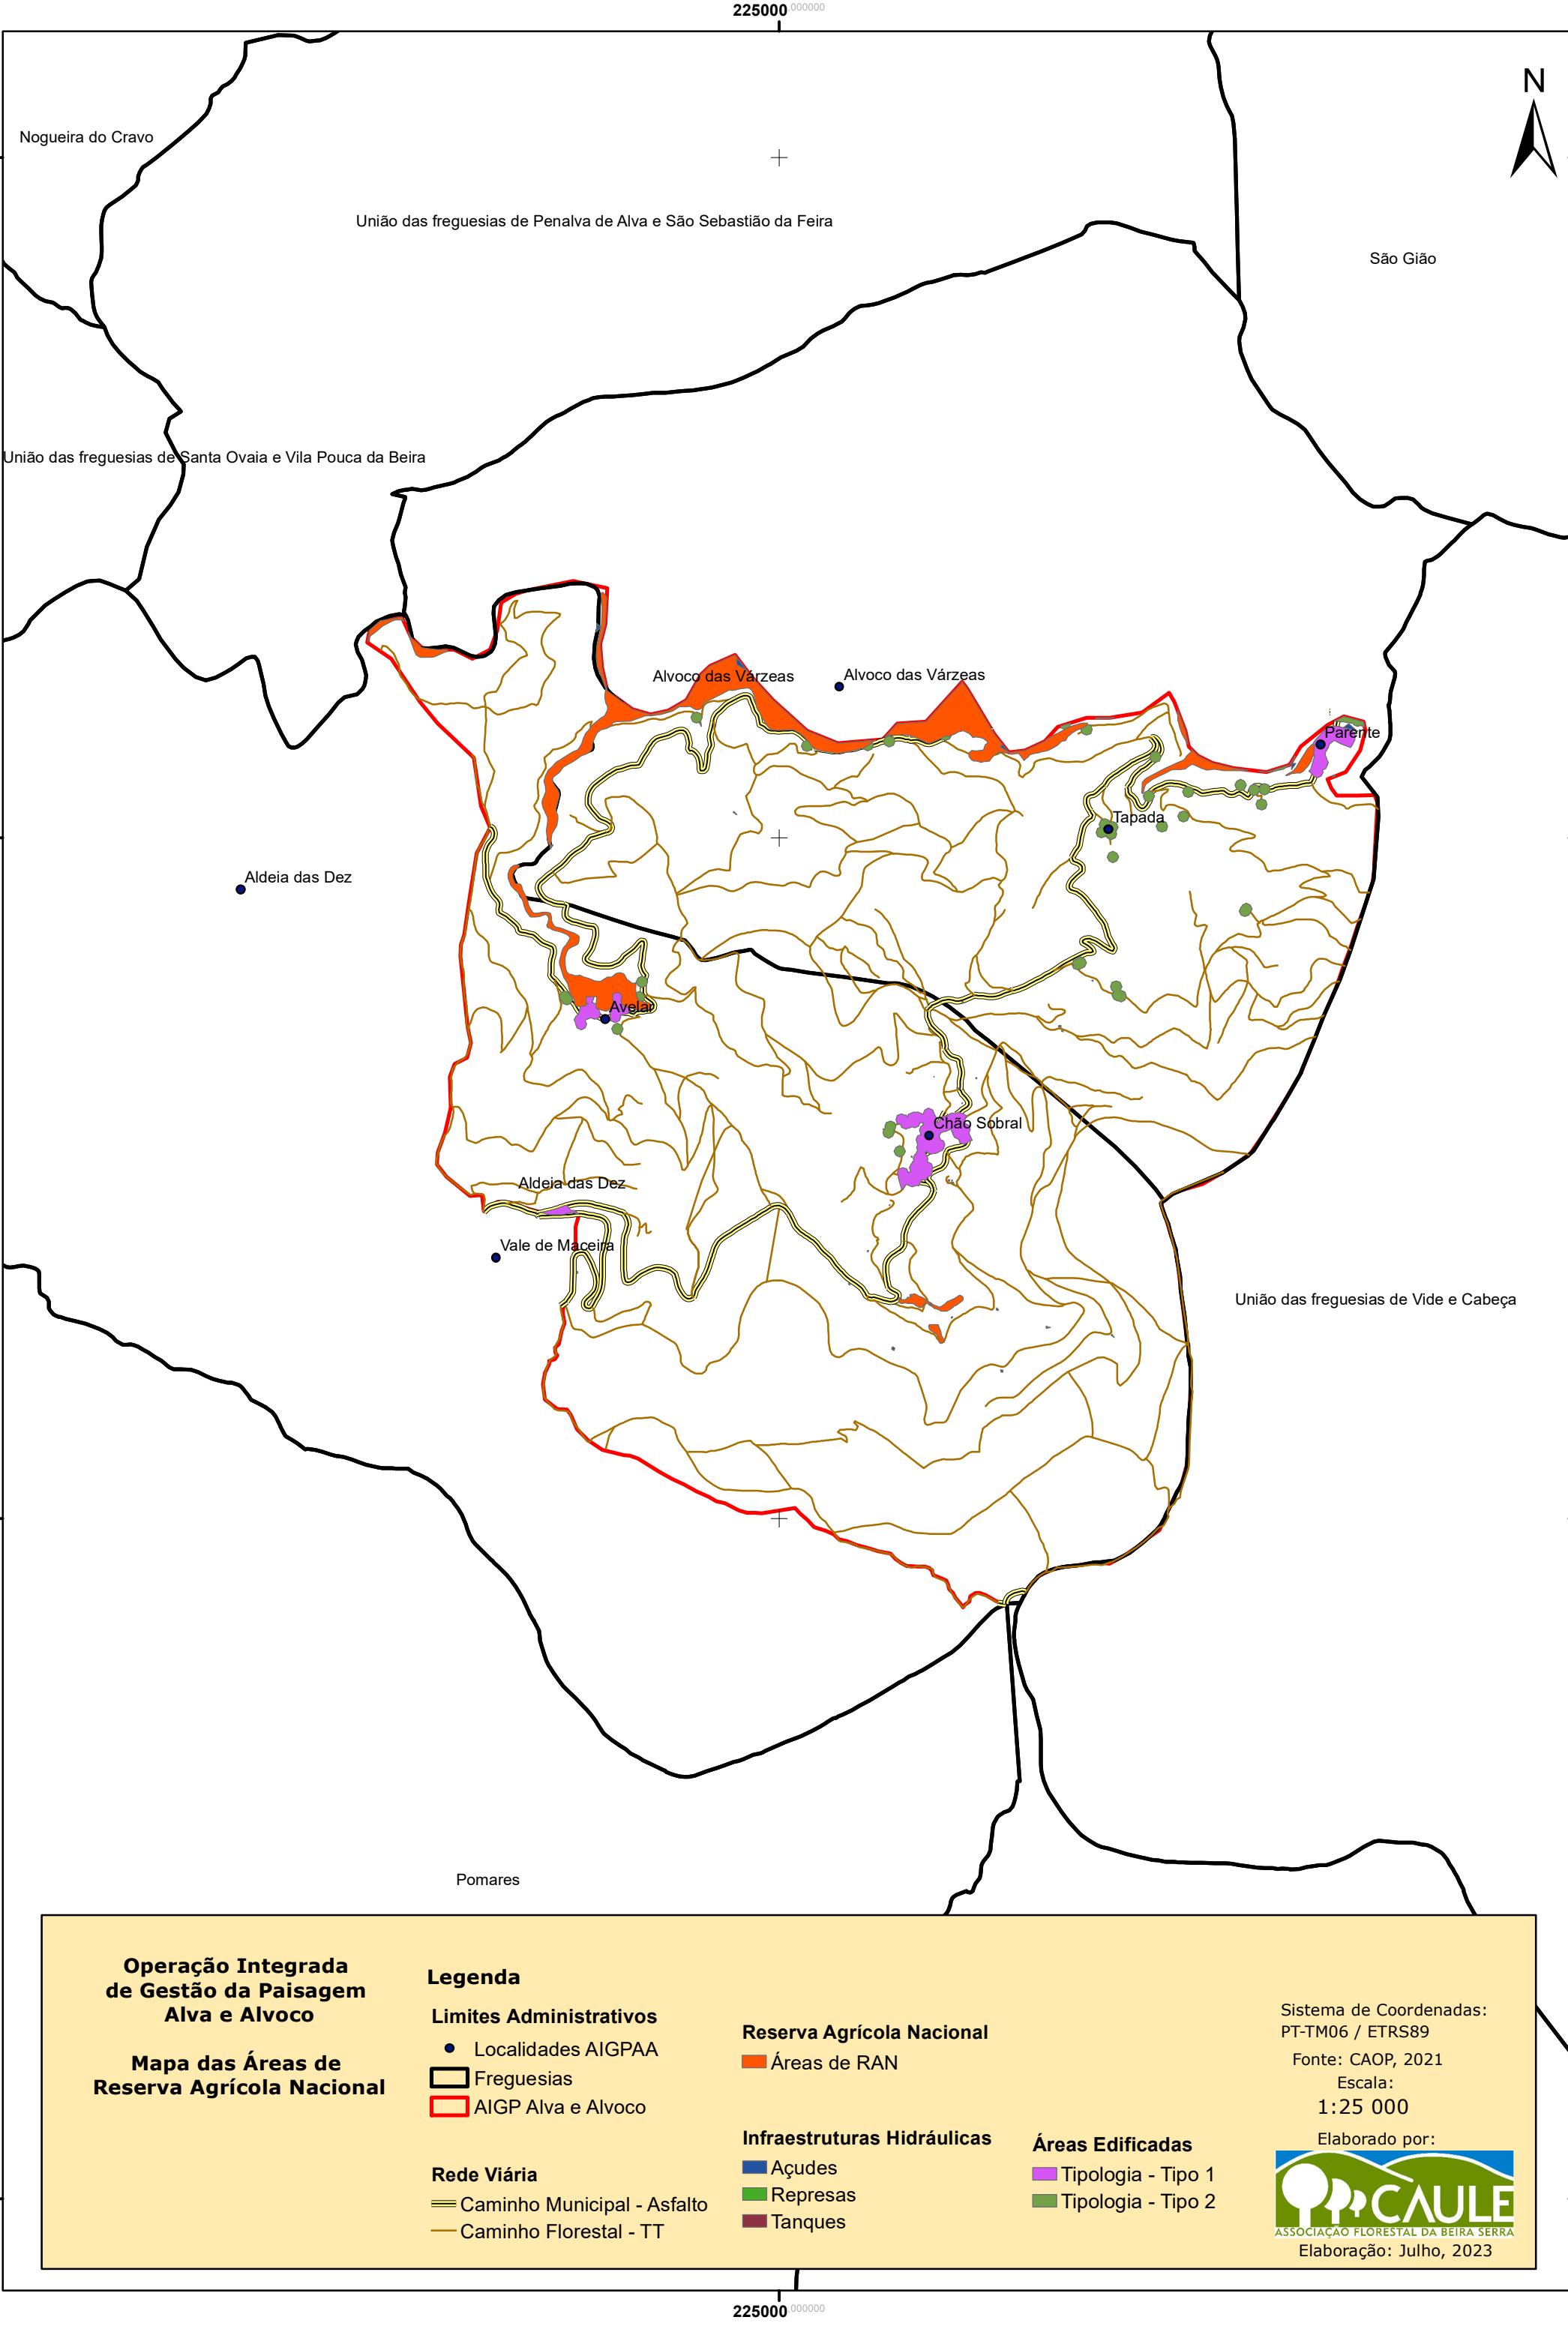 225000.000000
N
Nogueira do Cravo
União das freguesias de Penalva de Alva e São Sebastião da Feira
São Gião
União das freguesias de Santa Ovaia e Vila Pouca da Beira
Alvoco das Várzeas
Alvoco das Várzeas
Parente
Tapada
Aldeia das Dez
Avelar
Chão Sobral
Aldeia das Dez
Vale de Maceira
União das freguesias de Vide e Cabeça
Pomares
Operação Integrada
de Gestão da Paisagem
Alva e Alvoco
Mapa das Áreas de
Reserva Agrícola Nacional
Legenda
Limites Administrativos
Localidades AIGPAA
Freguesias
AIGP Alva e Alvoco
Rede Viária
Caminho Municipal - Asfalto
Caminho Florestal - TT
Reserva Agrícola Nacional
Áreas de RAN
Infraestruturas Hidráulicas
Açudes
Represas
Tanques
Áreas Edificadas
Tipologia - Tipo 1
Tipologia - Tipo 2
Sistema de Coordenadas:
PT-TM06 / ETRS89
Fonte: CAOP, 2021
Escala:
1:25 000
Elaborado por:
CAULE
ASSOCIAÇÃO FLORESTAL DA BEIRA SERRA
Elaboração: Julho, 2023
225000.000000